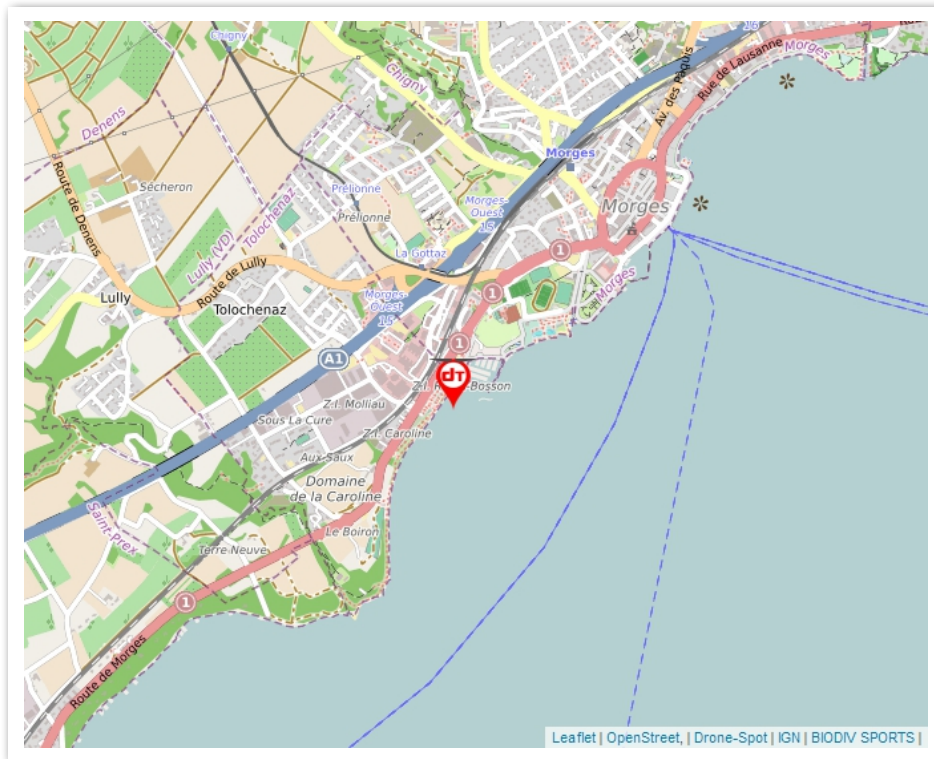 Chigny
16
Morges
Rue de Lausanne
Av. des Pâquis
Chigny
Denens
Morges
Sécheron
Prélionne
Prélionne
Morges-
Ouest
15
Morges
Route de Denens
Lully (VD)
Tolochenaz
La Gottaz
1
Route de Lully
Morges
Lully
Tolochenaz
Morges-
Ouest
15
1
1
A1
dT
Z.I. Molliau
Sous La Cure
Z.I. Caroline
Aux-Saux
Domaine
de la Caroline
Saint-Prex
Le Boiron
Terre Neuve
1
Route de Morges
Leaflet | OpenStreet, | Drone-Spot | IGN | BIODIV SPORTS |